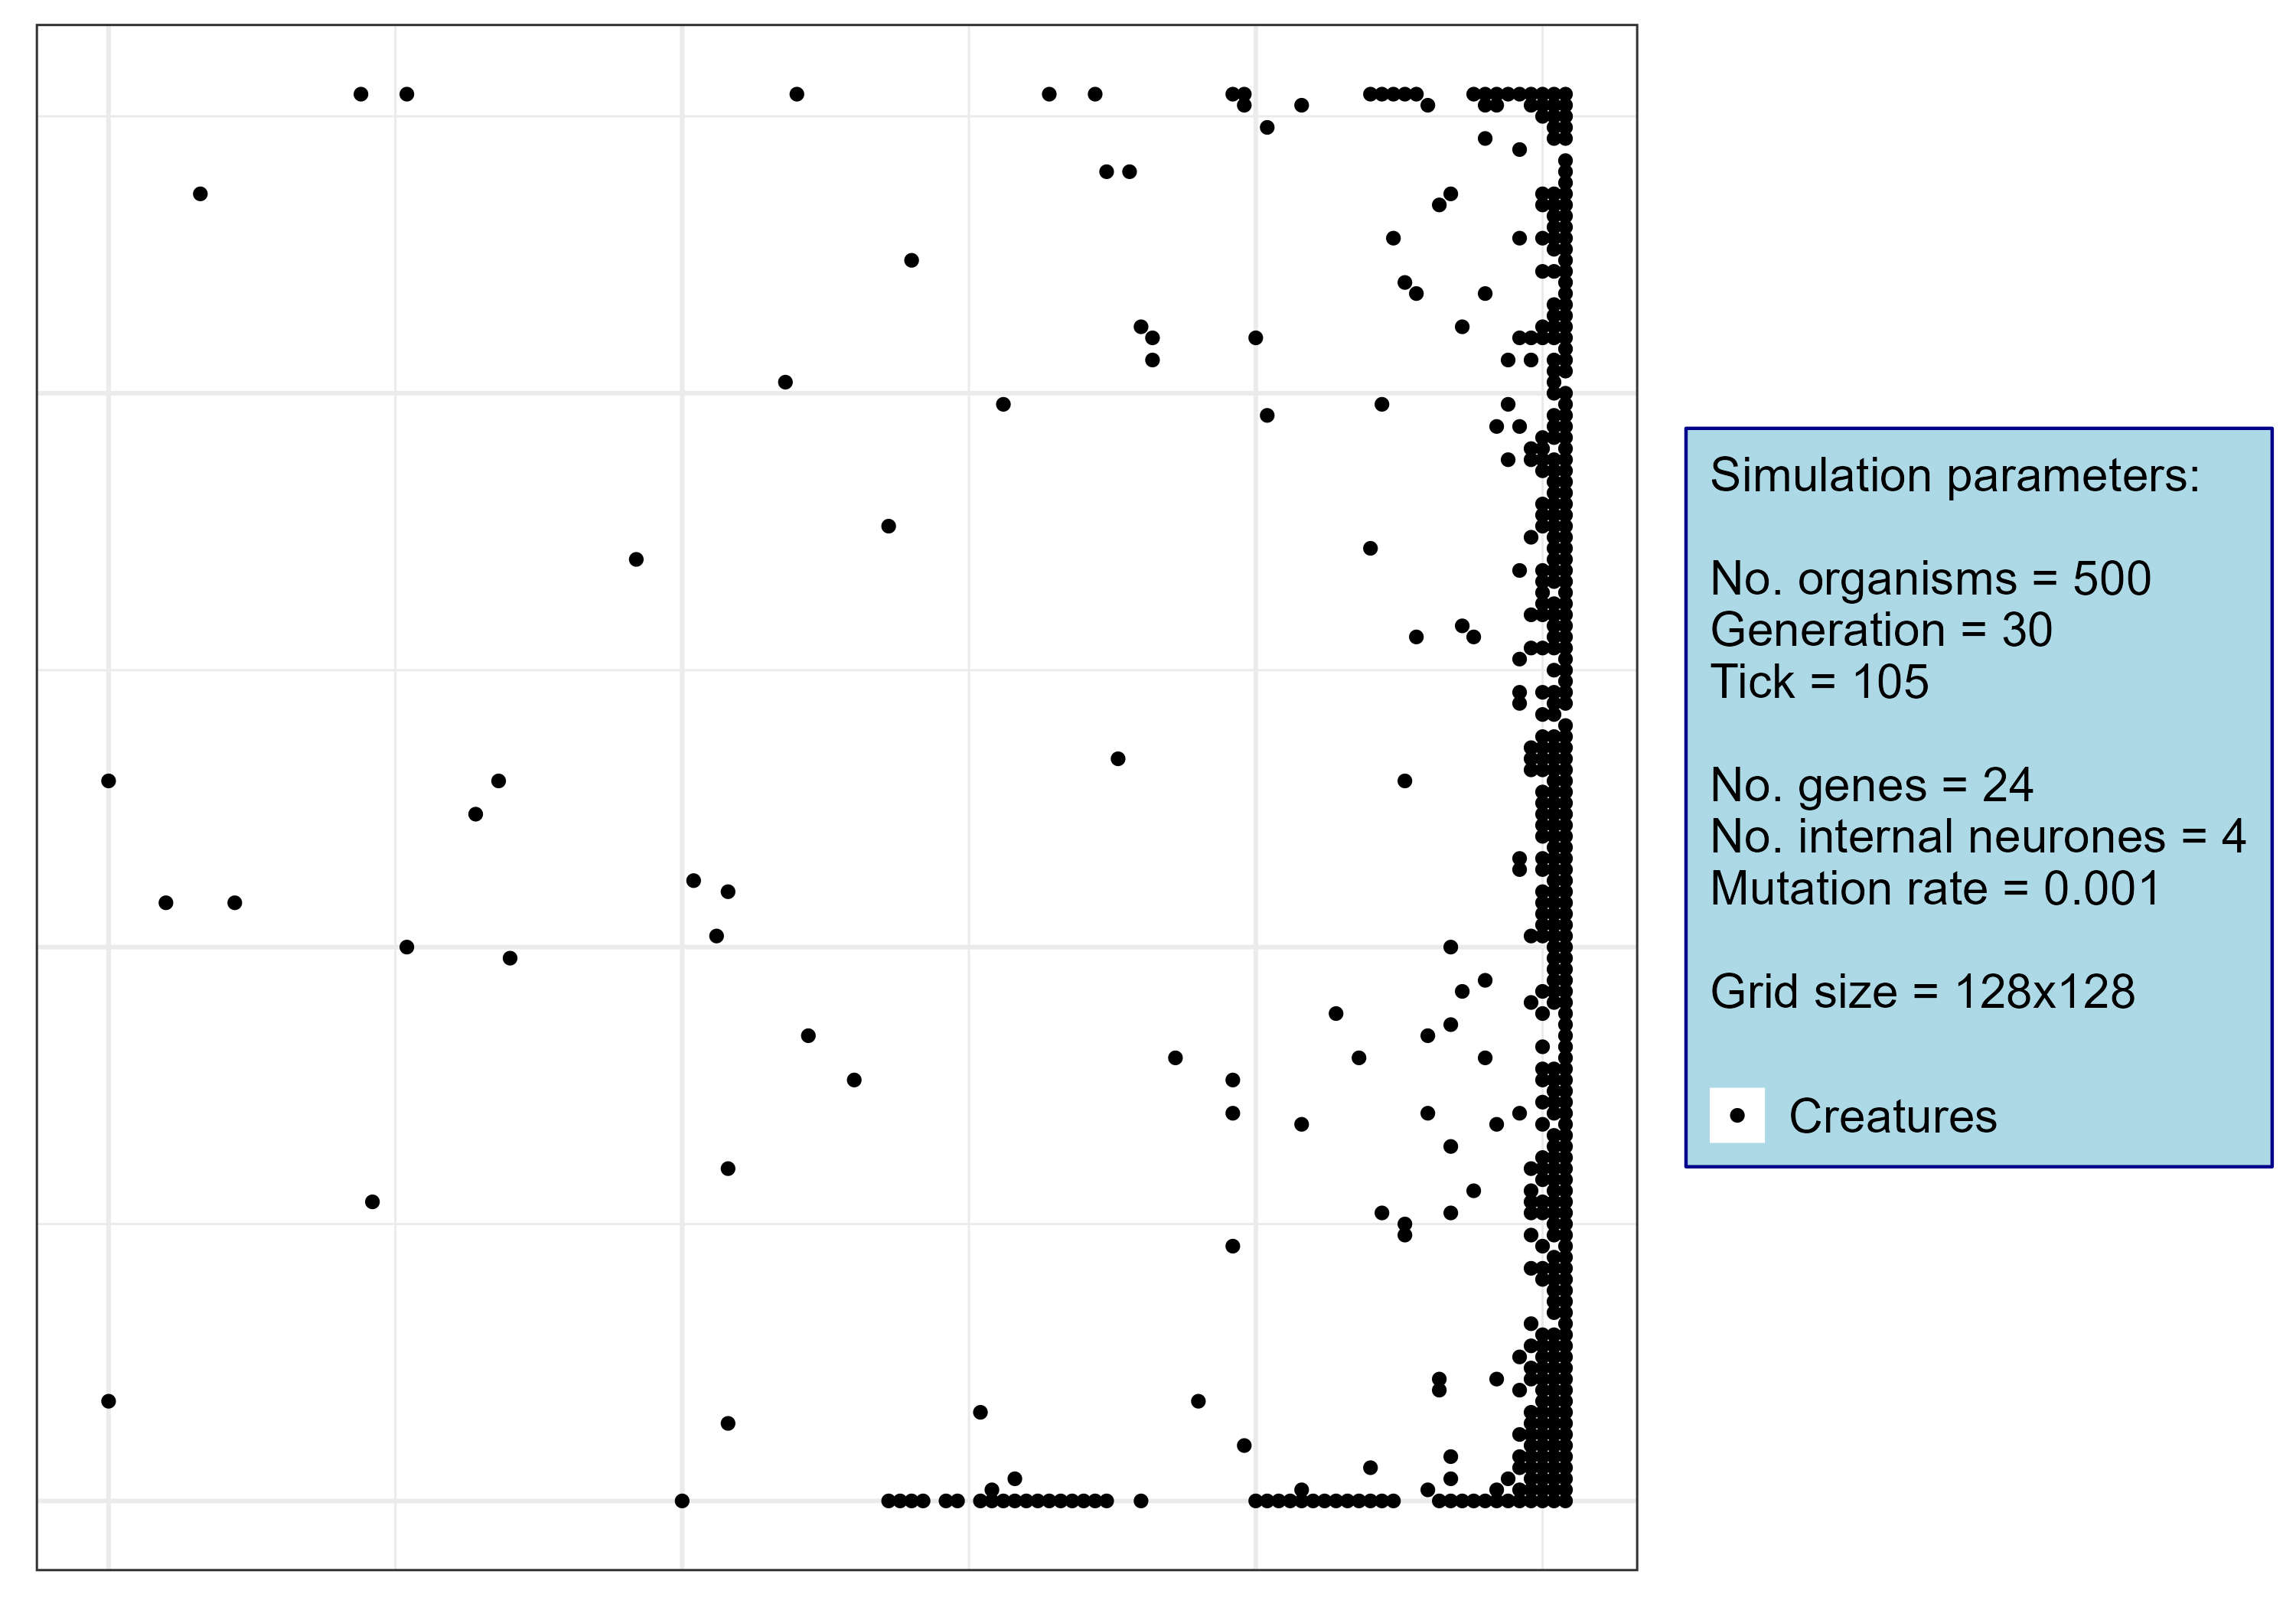 Simulation parameters:
No. organisms = 500
Generation = 30
Tick = 105
No. genes = 24
No. internal neurones = 4
Mutation rate = 0.001
Grid size = 128x128
Creatures